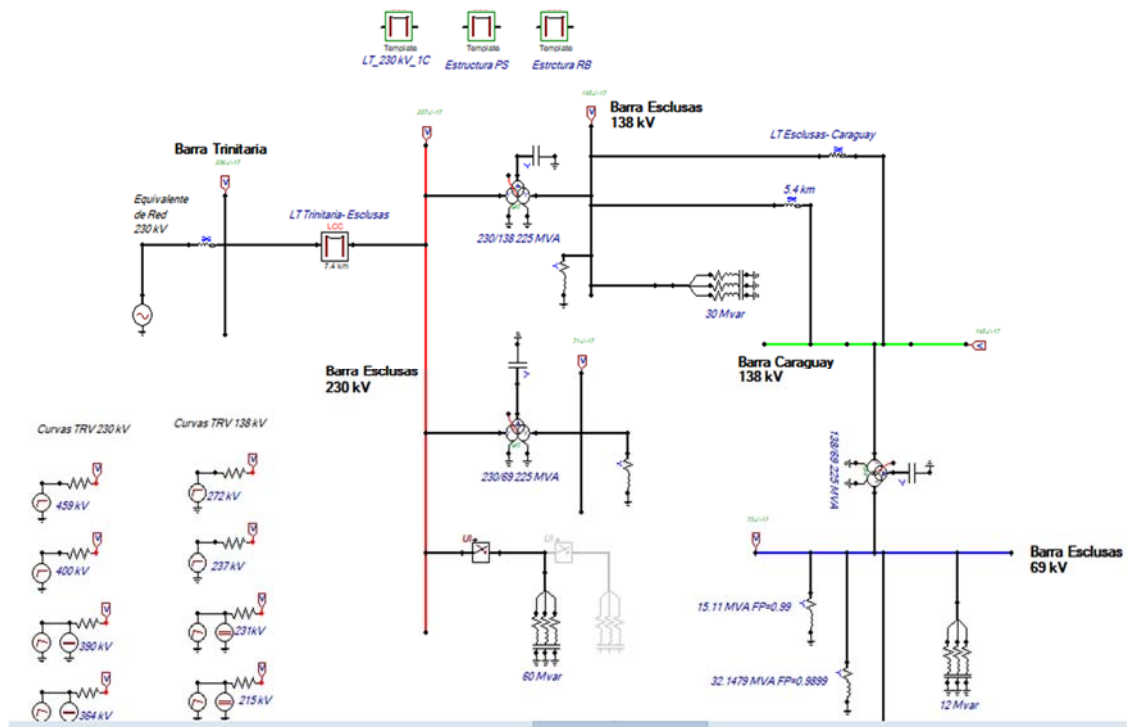 Template
Template
Template
LT_230 kV_1C
Estructura PS
Estrctura RB
Barra Esclusas
138 kV
Barra Trinitaria
LT Esclusas- Caraguay
Equivalente
de Red
230 kV
LT Trinitaria- Esclusas
LCC
7.4 km
5.4 km
230/138 225 MVA
30 Mvar
Barra Esclusas
230 kV
Barra Caraguay
138 kV
Curvas TRV 230 kV
Curvas TRV 138 kV
138/69 225 MVA
230/69 225 MVA
459 kV
272 kV
400 kV
237 kV
UI
UI
Barra Esclusas
69 kV
390 kV
231kV
15.11 MVA FP=0.99
60 Mvar
32.1479 MVA FP=0.9899
12 Mvar
364 kV
215 kV